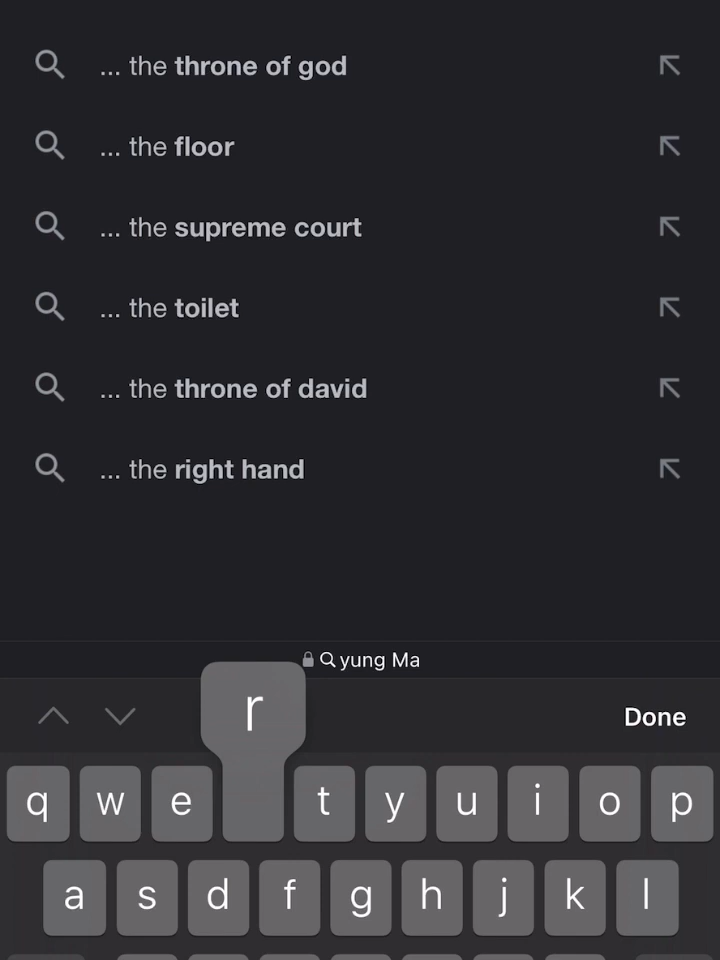 ... the throne of god
... the floor
... the supreme court
... the toilet
... the throne of david
... the right hand
yung Ma
r
Done
q w e t y u i o p
a s d f g h j k l